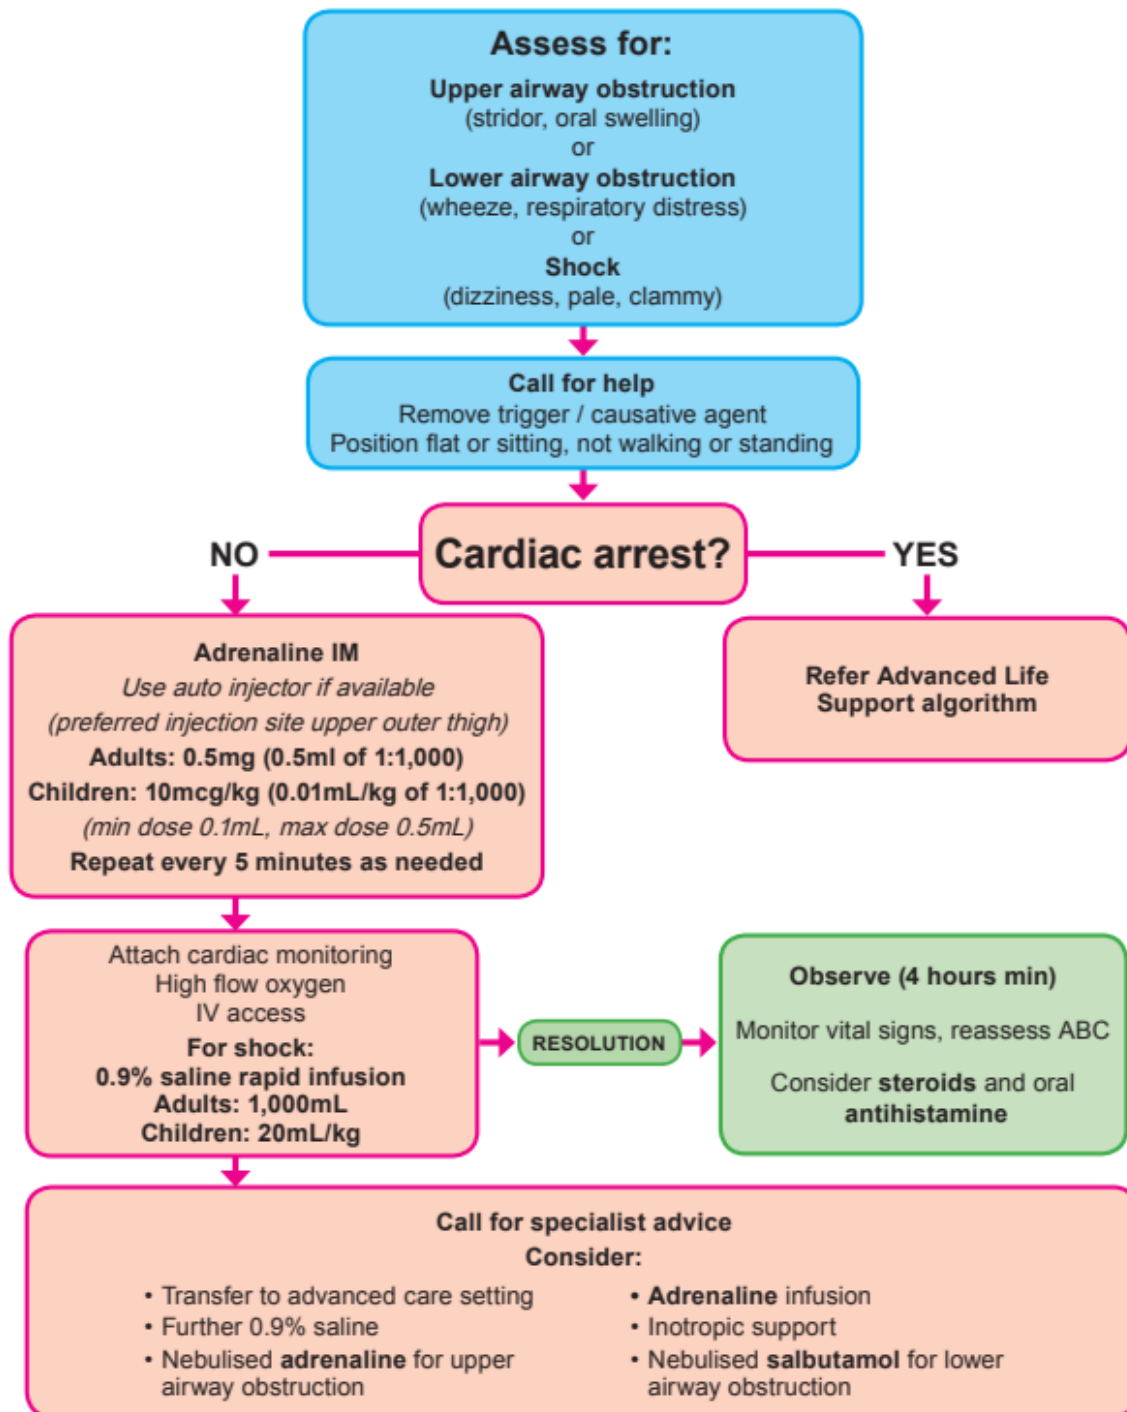 Assess for:
Upper airway obstruction
(stridor, oral swelling)
or
Lower airway obstruction
(wheeze, respiratory distress)
or
Shock
(dizziness, pale, clammy)
Call for help
Remove trigger / causative agent
Position flat or sitting, not walking or standing
Cardiac arrest?
NO
YES
Adrenaline IM
Use auto injector if available
(preferred injection site upper outer thigh)
Adults: 0.5mg (0.5ml of 1:1,000)
Children: 10mcg/kg (0.01mL/kg of 1:1,000)
(min dose 0.1mL, max dose 0.5mL)
Repeat every 5 minutes as needed
Refer Advanced Life
Support algorithm
Attach cardiac monitoring
High flow oxygen
IV access
For shock:
0.9% saline rapid infusion
Adults: 1,000mL
Children: 20mL/kg
RESOLUTION
Observe (4 hours min)
Monitor vital signs, reassess ABC
Consider steroids and oral
antihistamine
Call for specialist advice
Consider:
• Transfer to advanced care setting
• Further 0.9% saline
• Nebulised adrenaline for upper
airway obstruction
• Adrenaline infusion
• Inotropic support
• Nebulised salbutamol for lower
airway obstruction